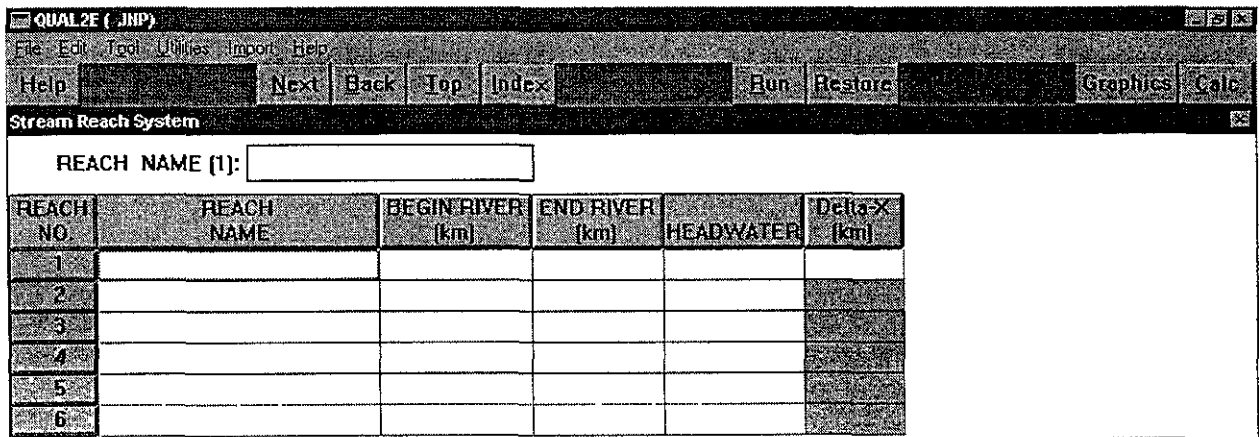 QUAL2E ( .INP)
File Edit Tool Utilities Import Help
Help Next Back Top Index Run Restore Graphics Calc
Stream Reach System
REACH NAME (1):
REACH NO. REACH NAME BEGIN RIVER (km) END RIVER (km) HEADWATER Delta-X (km)
1
2
3
4
5
6